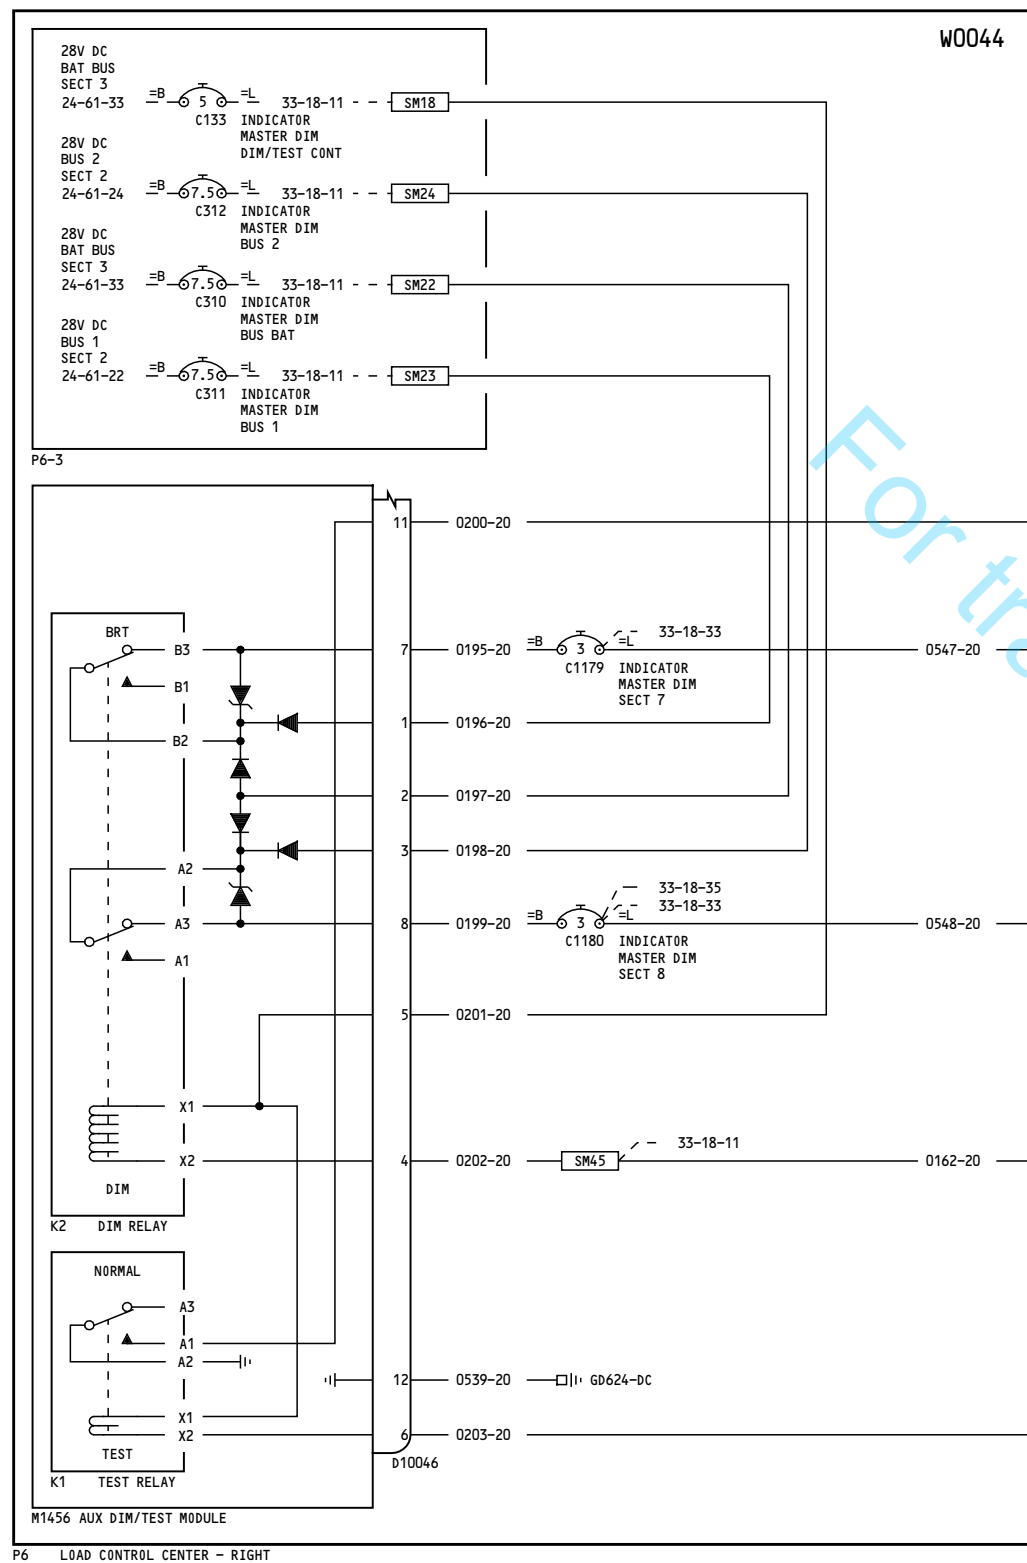 W0044
28V DC
BAT BUS
SECT 3
24-61-33 =B 5 =L 33-18-11 SM18
C133 INDICATOR
MASTER DIM
DIM/TEST CONT
28V DC
BUS 2
SECT 2
24-61-24 =B 7.5 =L 33-18-11 SM24
C312 INDICATOR
MASTER DIM
BUS 2
28V DC
BAT BUS
SECT 3
24-61-33 =B 7.5 =L 33-18-11 SM22
C310 INDICATOR
MASTER DIM
BUS BAT
28V DC
BUS 1
SECT 2
24-61-22 =B 7.5 =L 33-18-11 SM23
C311 INDICATOR
MASTER DIM
BUS 1
P6-3
11 0200-20
BRT
B3 7 0195-20 =B 3 =L 33-18-33 0547-20
C1179 INDICATOR
MASTER DIM
SECT 7
B1
1 0196-20
B2
2 0197-20
3 0198-20
A2
33-18-35
33-18-33
A3 8 0199-20 =B 3 =L 0548-20
C1180 INDICATOR
MASTER DIM
SECT 8
A1
5 0201-20
X1
33-18-11
X2 4 0202-20 SM45 0162-20
DIM
K2 DIM RELAY
NORMAL
A3
A1
A2
12 0539-20 GD624-DC
X1
X2 6 0203-20
TEST
D10046
K1 TEST RELAY
M1456 AUX DIM/TEST MODULE
P6 LOAD CONTROL CENTER - RIGHT
For tra